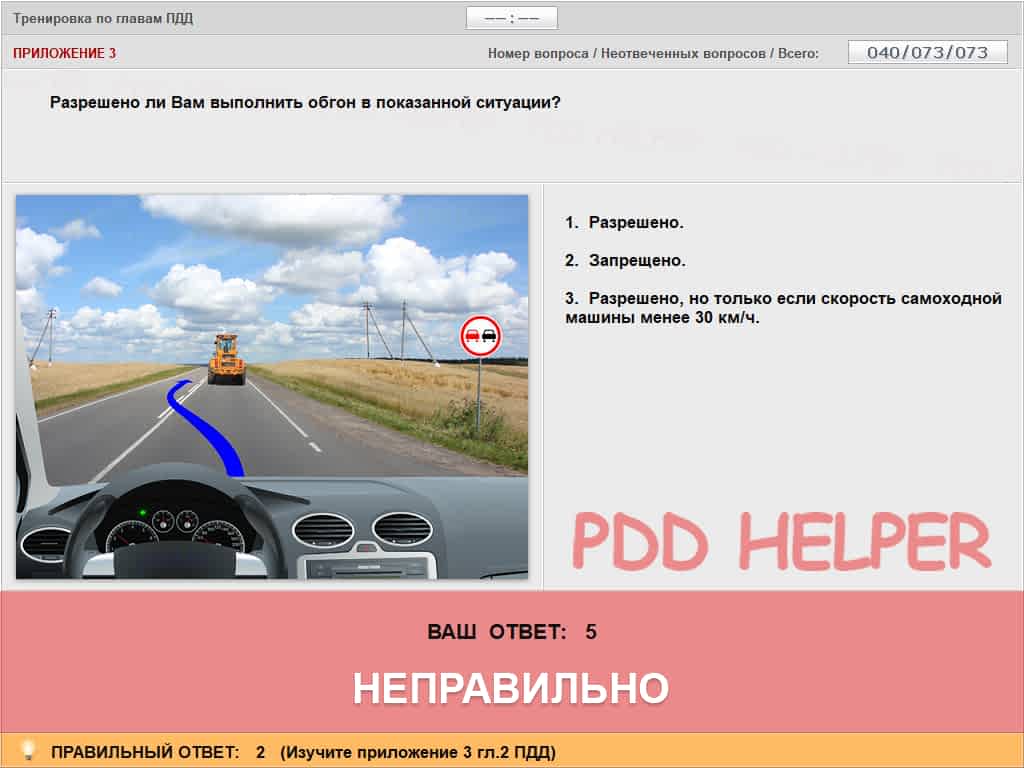 Тренировка по главам ПДД
—— : ——
ПРИЛОЖЕНИЕ 3
Номер вопроса / Неотвеченных вопросов / Всего:
040/073/073
Разрешено ли Вам выполнить обгон в показанной ситуации?
1. Разрешено.
2. Запрещено.
3. Разрешено, но только если скорость самоходной
машины менее 30 км/ч.
PDD HELPER
ВАШ ОТВЕТ: 5
НЕПРАВИЛЬНО
ПРАВИЛЬНЫЙ ОТВЕТ: 2 (Изучите приложение 3 гл.2 ПДД)